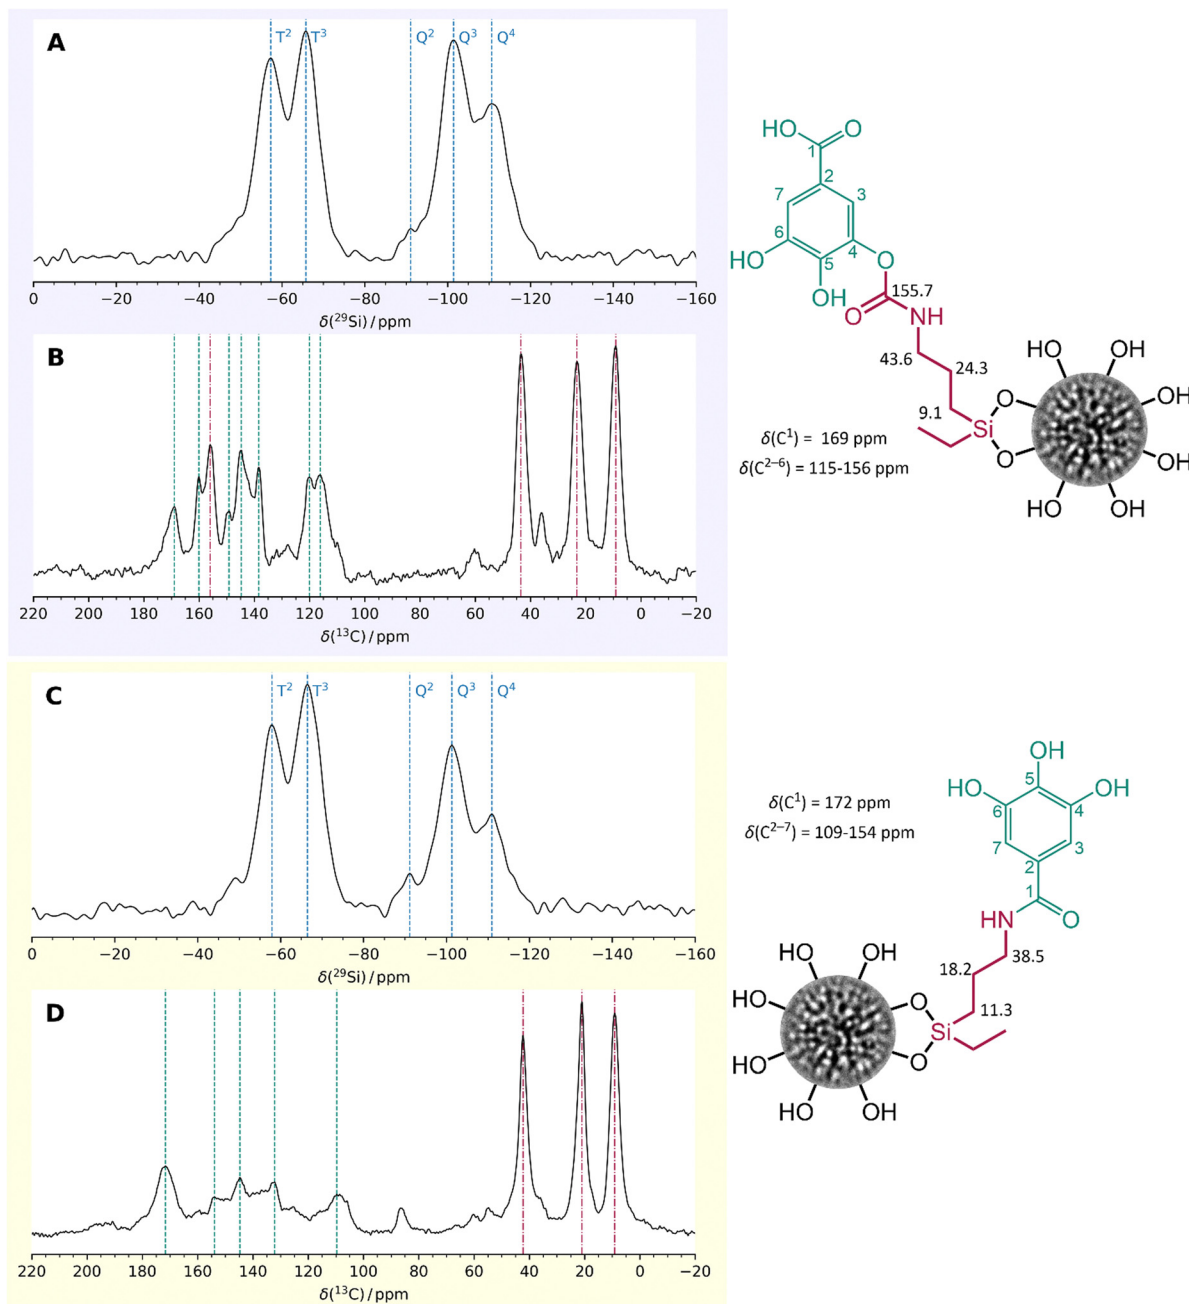 A
T² T³ Q² Q³ Q⁴
0 −20 −40 −60 −80 −100 −120 −140 −160
δ(²⁹Si) / ppm
B
220 200 180 160 140 120 100 80 60 40 20 0 −20
δ(¹³C) / ppm
HO O
1
2
7 3
6 4
5
HO O
OH 155.7
O NH
43.6 24.3
9.1 Si
O
O
HO OH
OH
OH
HO OH
δ(C¹) = 169 ppm
δ(C²⁻⁶) = 115-156 ppm
C
T² T³ Q² Q³ Q⁴
0 −20 −40 −60 −80 −100 −120 −140 −160
δ(²⁹Si) / ppm
D
220 200 180 160 140 120 100 80 60 40 20 0 −20
δ(¹³C) / ppm
δ(C¹) = 172 ppm
δ(C²⁻⁷) = 109-154 ppm
OH
HO 5 OH
6 4
7 3
2
1
HN O
18.2 38.5
11.3
HO OH
HO O
Si
HO O
HO OH